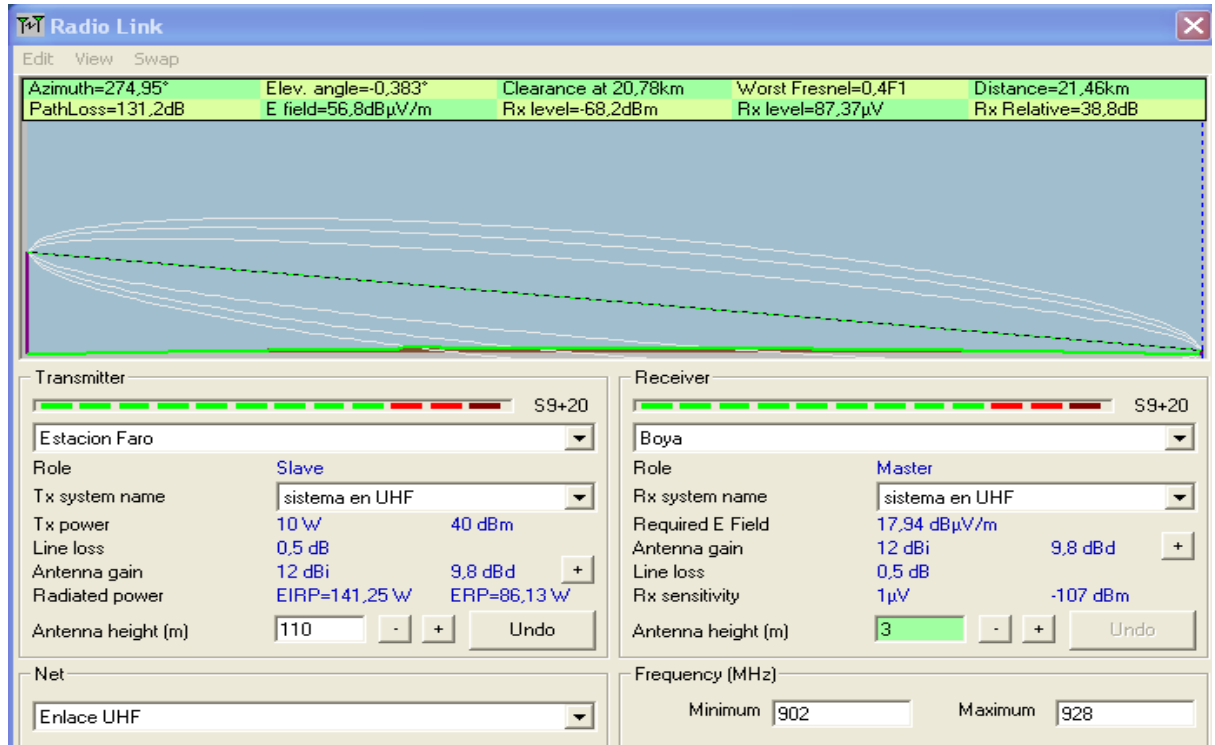 Radio Link
Edit View Swap
Azimuth=274,95° Elev. angle=-0,383° Clearance at 20,78km Worst Fresnel=0,4F1 Distance=21,46km
PathLoss=131,2dB E field=56,8dBµV/m Rx level=-68,2dBm Rx level=87,37µV Rx Relative=38,8dB
Transmitter
S9+20
Estacion Faro
Role Slave
Tx system name sistema en UHF
Tx power 10 W 40 dBm
Line loss 0,5 dB
Antenna gain 12 dBi 9,8 dBd +
Radiated power EIRP=141,25 W ERP=86,13 W
Antenna height (m) 110 - + Undo
Net
Enlace UHF
Receiver
S9+20
Boya
Role Master
Rx system name sistema en UHF
Required E Field 17,94 dBµV/m
Antenna gain 12 dBi 9,8 dBd +
Line loss 0,5 dB
Rx sensitivity 1µV -107 dBm
Antenna height (m) 3 - + Undo
Frequency (MHz)
Minimum 902 Maximum 928